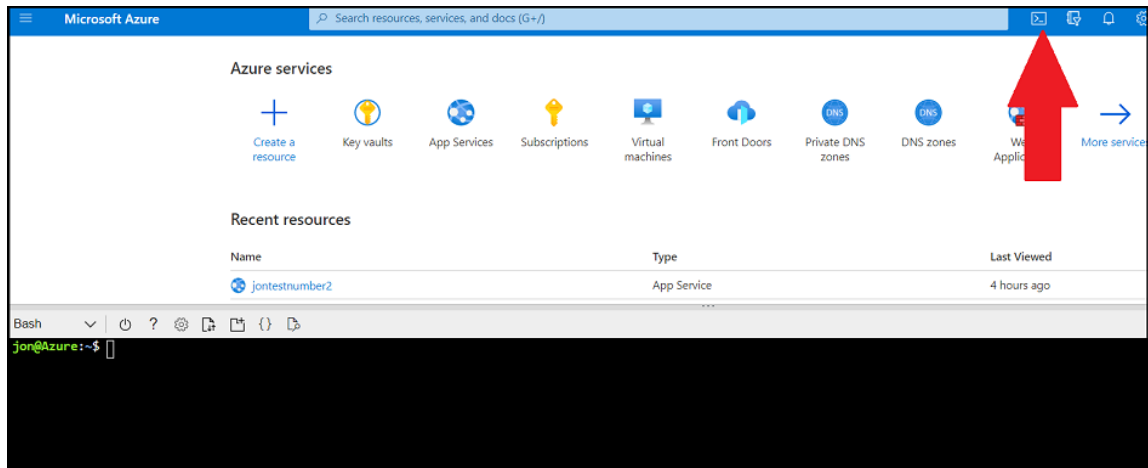 Microsoft Azure
Search resources, services, and docs (G+/)
Azure services
Create a resource
Key vaults
App Services
Subscriptions
Virtual machines
Front Doors
Private DNS zones
DNS
DNS zones
DNS
More services
Recent resources
Name Type Last Viewed
jontestnumber2 App Service 4 hours ago
Bash
jon@Azure:~$